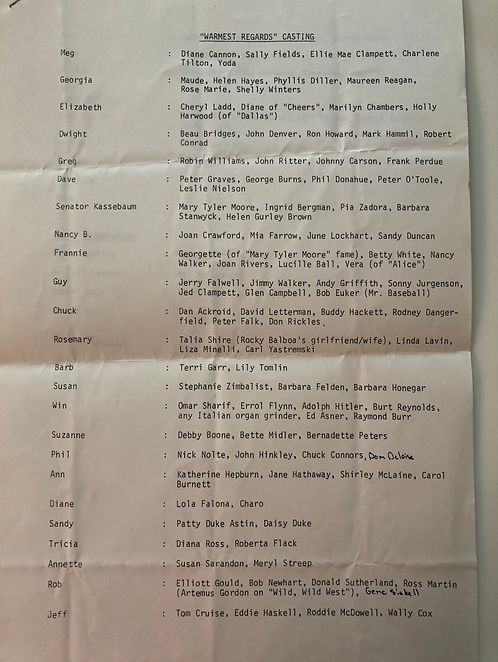 "WARMEST REGARDS" CASTING
Meg : Diane Cannon, Sally Fields, Ellie Mae Clampett, Charlene
Tilton, Yoda
Georgia : Maude, Helen Hayes, Phyllis Diller, Maureen Reagan,
Rose Marie, Shelly Winters
Elizabeth : Cheryl Ladd, Diane of "Cheers", Marilyn Chambers, Holly
Harwood (of "Dallas")
Dwight : Beau Bridges, John Denver, Ron Howard, Mark Hammil, Robert
Conrad
Greg : Robin Williams, John Ritter, Johnny Carson, Frank Perdue
Dave : Peter Graves, George Burns, Phil Donahue, Peter O'Toole,
Leslie Nielson
Senator Kassebaum : Mary Tyler Moore, Ingrid Bergman, Pia Zadora, Barbara
Stanwyck, Helen Gurley Brown
Nancy B. : Joan Crawford, Mia Farrow, June Lockhart, Sandy Duncan
Frannie : Georgette (of "Mary Tyler Moore" fame), Betty White, Nancy
Walker, Joan Rivers, Lucille Ball, Vera (of "Alice")
Guy : Jerry Falwell, Jimmy Walker, Andy Griffith, Sonny Jurgenson,
Jed Clampett, Glen Campbell, Bob Euker (Mr. Baseball)
Chuck : Dan Ackroid, David Letterman, Buddy Hackett, Rodney Danger-
field, Peter Falk, Don Rickles,
Rosemary : Talia Shire (Rocky Balboa's girlfriend/wife), Linda Lavin,
Liza Minelli, Carl Yastremski
Barb : Terri Garr, Lily Tomlin
Susan : Stephanie Zimbalist, Barbara Felden, Barbara Honegar
Win : Omar Sharif, Errol Flynn, Adolph Hitler, Burt Reynolds,
any Italian organ grinder, Ed Asner, Raymond Burr
Suzanne : Debby Boone, Bette Midler, Bernadette Peters
Phil : Nick Nolte, John Hinkley, Chuck Connors, Dom
Ann : Katherine Hepburn, Jane Hathaway, Shirley McLaine, Carol
Burnett
Diane : Lola Falona, Charo
Sandy : Patty Duke Astin, Daisy Duke
Tricia : Diana Ross, Roberta Flack
Annette : Susan Sarandon, Meryl Streep
Rob : Elliott Gould, Bob Newhart, Donald Sutherland, Ross Martin
(Artemus Gordon on "Wild, Wild West"), Gene Siskell
Jeff : Tom Cruise, Eddie Haskell, Roddie McDowell, Wally Cox